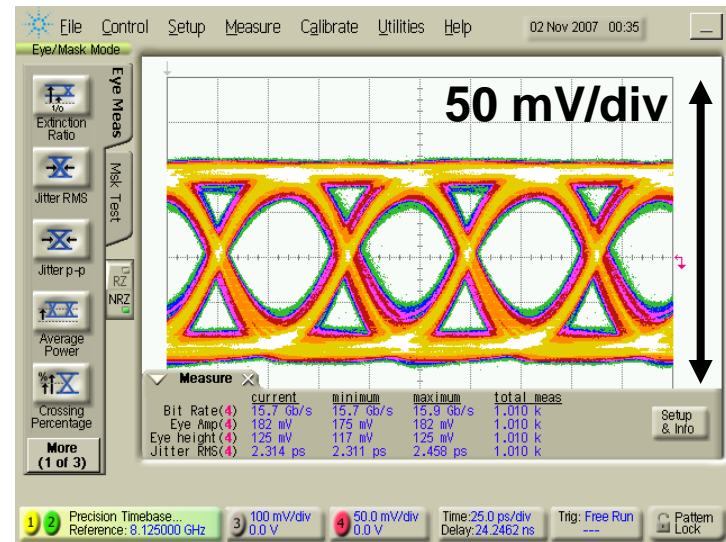 File Control Setup Measure Calibrate Utilities Help 02 Nov 2007 00:35
Eye/Mask Mode
Eye Meas
Msk Test
1/0
Extinction
Ratio
Jitter RMS
Jitter p-p
RZ
NRZ
Average
Power
%
Crossing
Percentage
More
(1 of 3)
50 mV/div
Measure
current minimum maximum total meas
Bit Rate(4) 15.7 Gb/s 15.7 Gb/s 15.9 Gb/s 1.010 k
Eye Amp(4) 182 mV 175 mV 182 mV 1.010 k
Eye height(4) 125 mV 117 mV 125 mV 1.010 k
Jitter RMS(4) 2.314 ps 2.311 ps 2.458 ps 1.010 k
Setup
& Info
1 2 Precision Timebase...
Reference: 8.125000 GHz
3 100 mV/div
0.0 V
4 50.0 mV/div
0.0 V
Time:25.0 ps/div
Delay:24.2462 ns
Trig: Free Run
---
Pattern
Lock